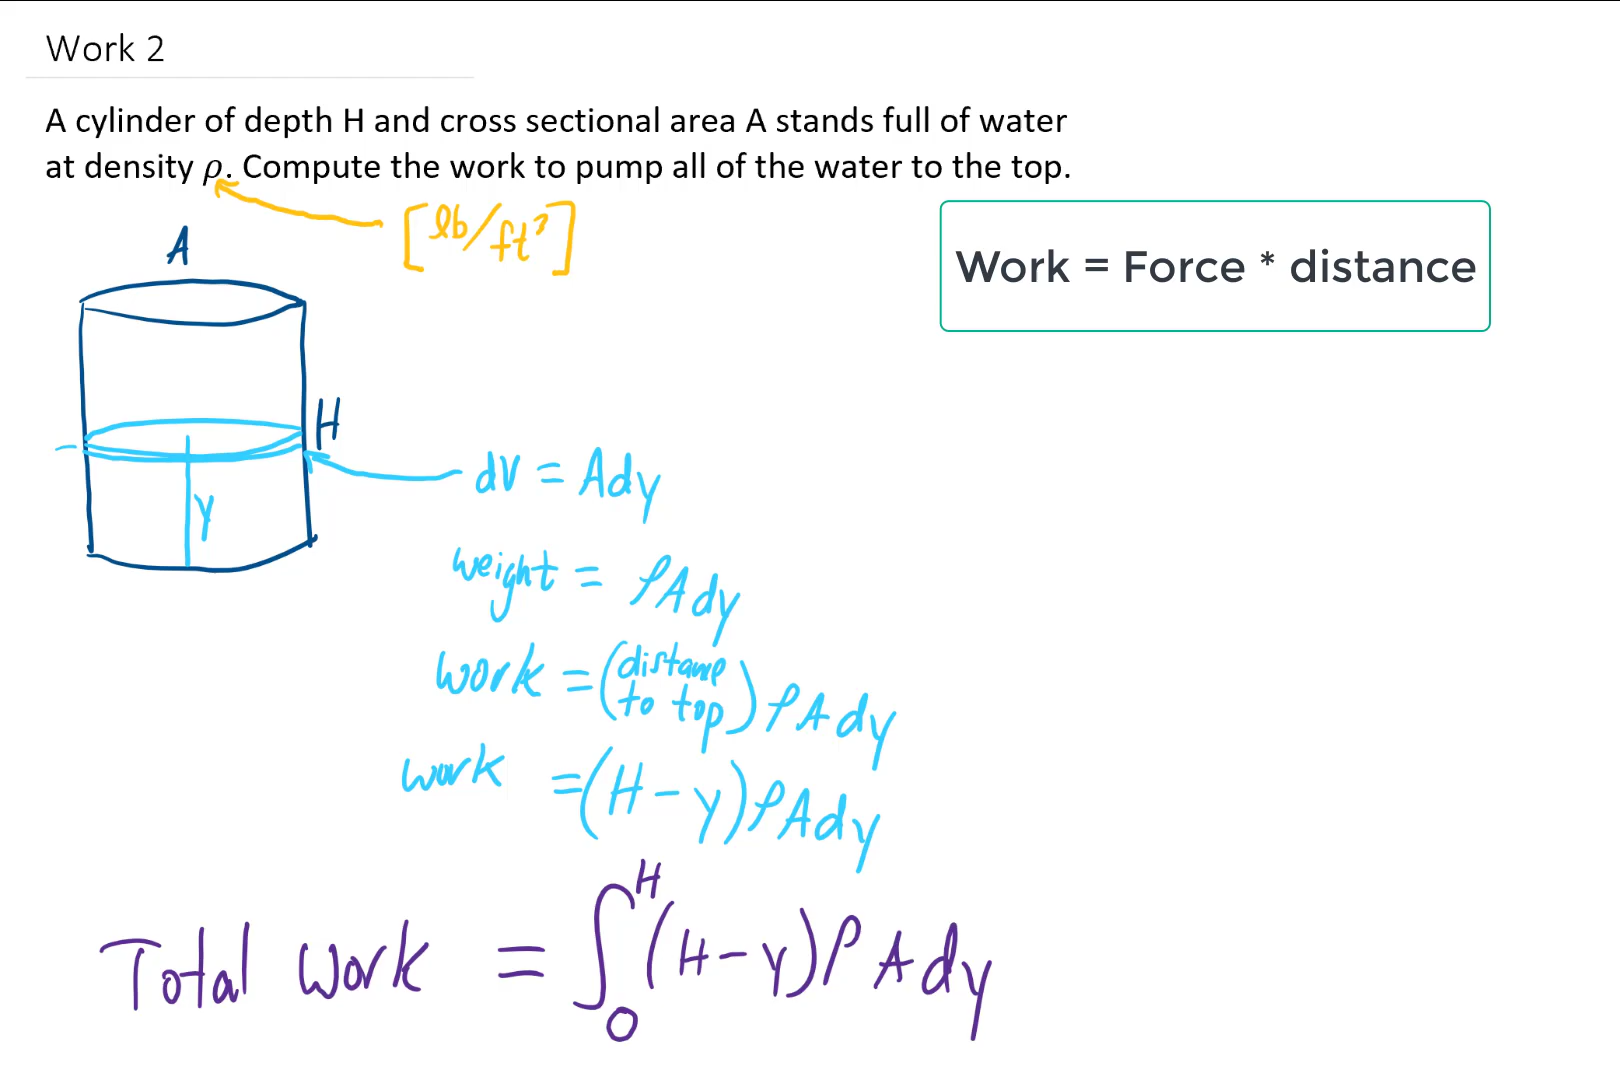 Work 2
A cylinder of depth H and cross sectional area A stands full of water
at density ρ. Compute the work to pump all of the water to the top.
[lb/ft³]
Work = Force * distance
A
H
y
dV = Ady
weight = ρAdy
work = (distance to top) ρAdy
work = (H-y)ρAdy
Total Work = ∫₀ᴴ (H-y)ρ Ady